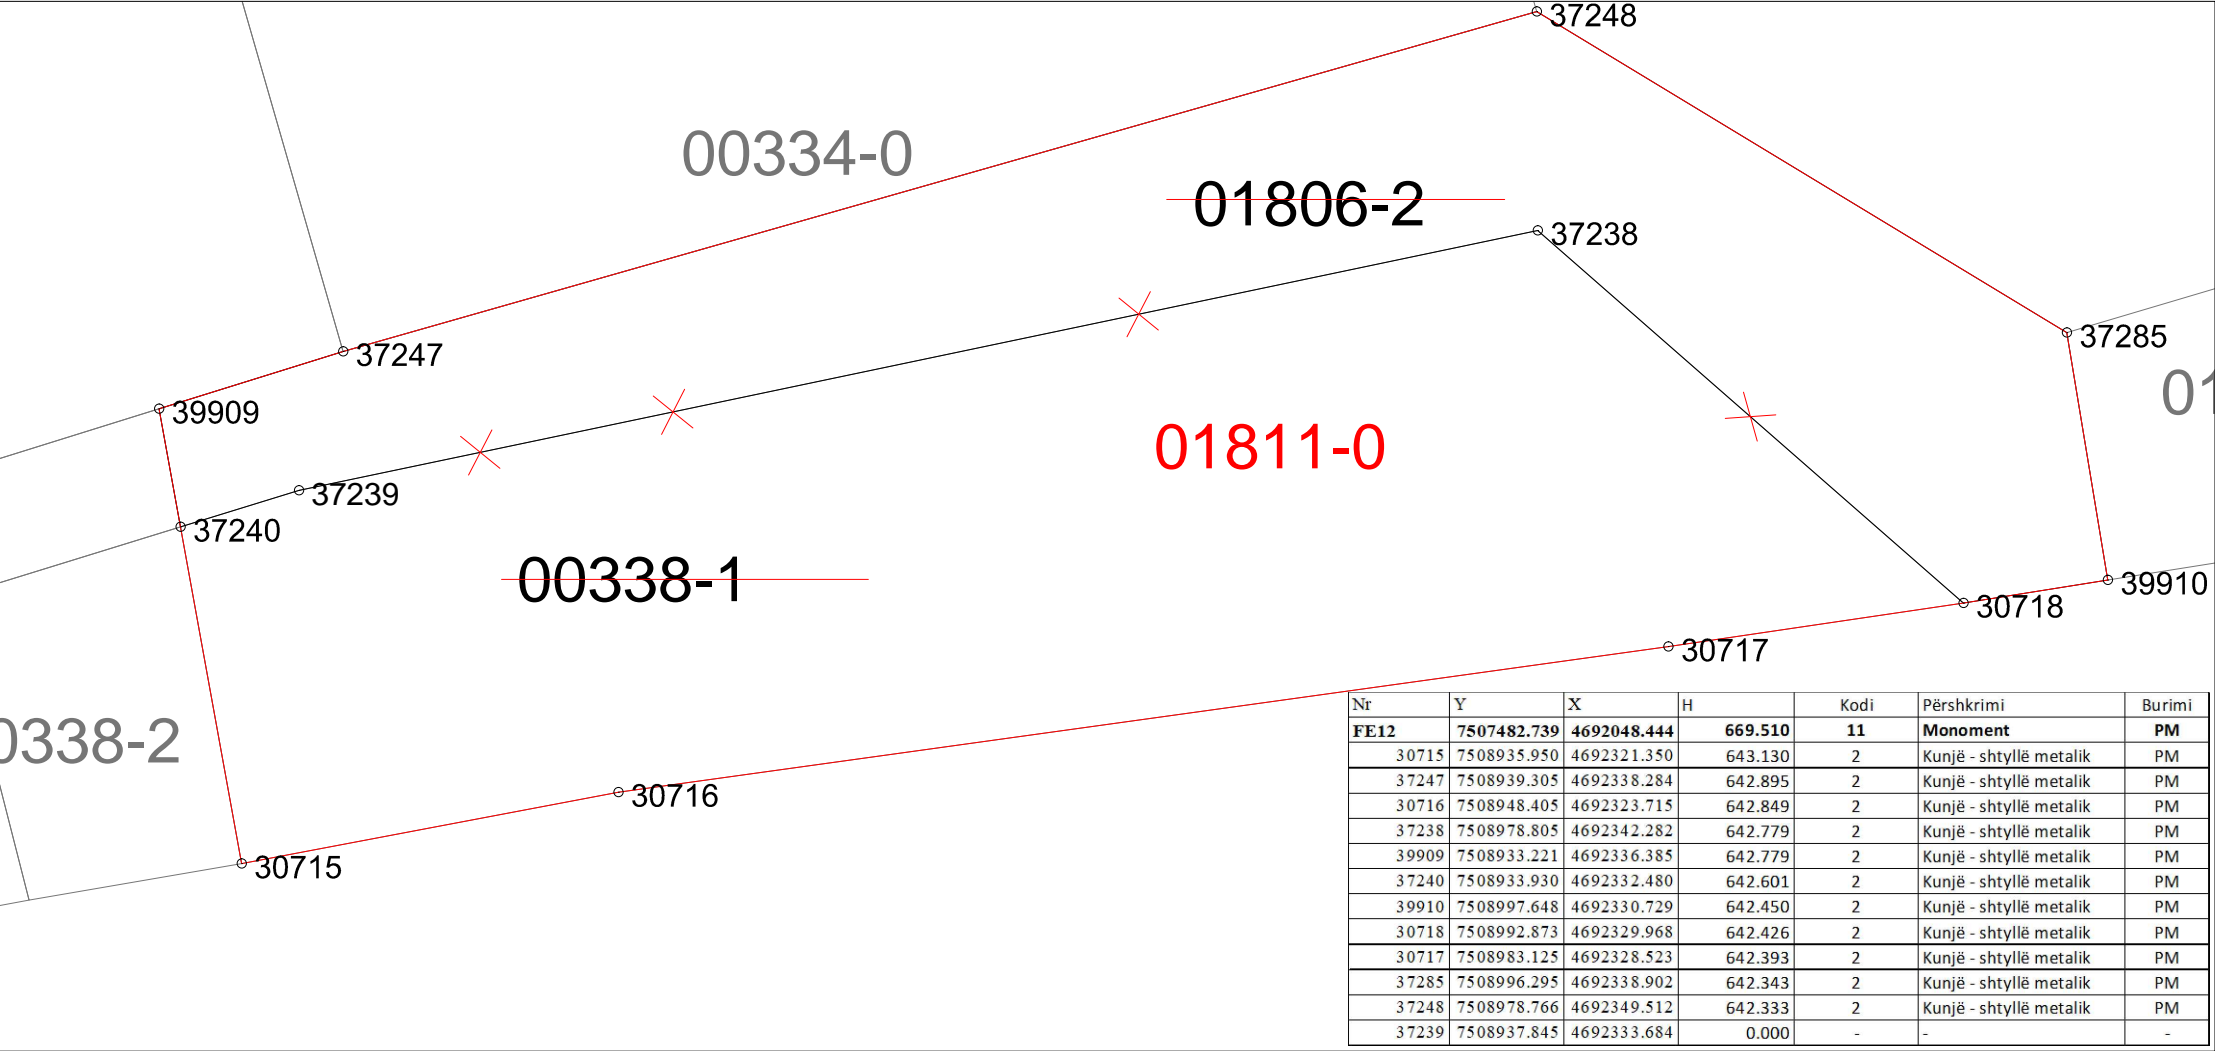 37248
00334-0
01806-2
37238
37285
37247
01
39909
01811-0
37239
37240
00338-1
39910
30718
30717
0338-2
30716
30715
Nr Y X H Kodi Përshkrimi Burimi
FE12 7507482.739 4692048.444 669.510 11 Monoment PM
30715 7508935.950 4692321.350 643.130 2 Kunjë - shtyllë metalik PM
37247 7508939.305 4692338.284 642.895 2 Kunjë - shtyllë metalik PM
30716 7508948.405 4692323.715 642.849 2 Kunjë - shtyllë metalik PM
37238 7508978.805 4692342.282 642.779 2 Kunjë - shtyllë metalik PM
39909 7508933.221 4692336.385 642.779 2 Kunjë - shtyllë metalik PM
37240 7508933.930 4692332.480 642.601 2 Kunjë - shtyllë metalik PM
39910 7508997.648 4692330.729 642.450 2 Kunjë - shtyllë metalik PM
30718 7508992.873 4692329.968 642.426 2 Kunjë - shtyllë metalik PM
30717 7508983.125 4692328.523 642.393 2 Kunjë - shtyllë metalik PM
37285 7508996.295 4692338.902 642.343 2 Kunjë - shtyllë metalik PM
37248 7508978.766 4692349.512 642.333 2 Kunjë - shtyllë metalik PM
37239 7508937.845 4692333.684 0.000 - - -